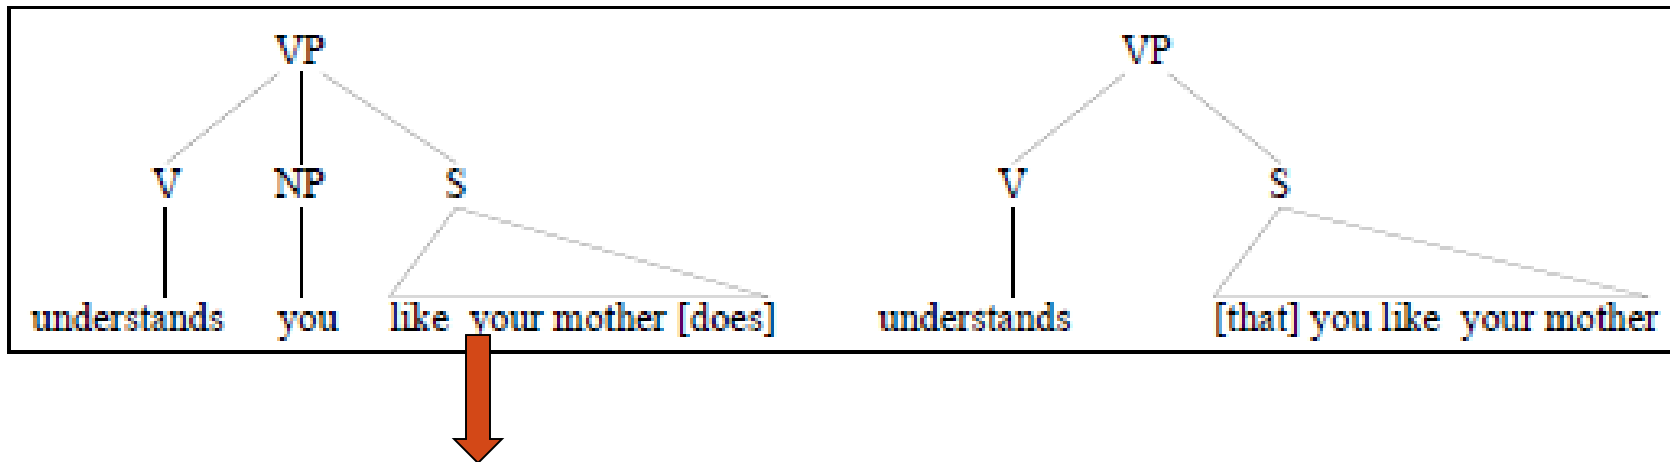 VP VP
V NP S V S
understands you like your mother [does] understands [that] you like your mother